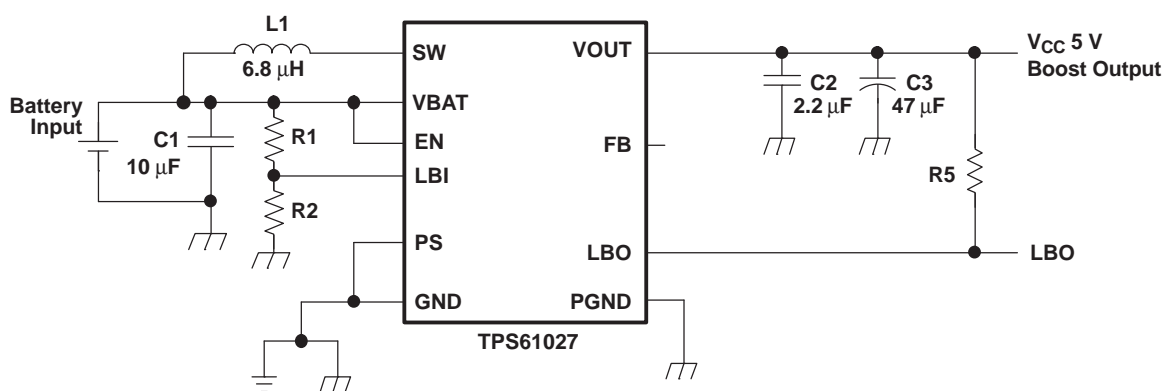 L1
6.8 µH
SW
VOUT
V_CC 5 V
Boost Output
Battery
Input
C1
10 µF
R1
VBAT
EN
LBI
R2
C2
2.2 µF
C3
47 µF
FB
R5
PS
LBO
LBO
GND
PGND
TPS61027